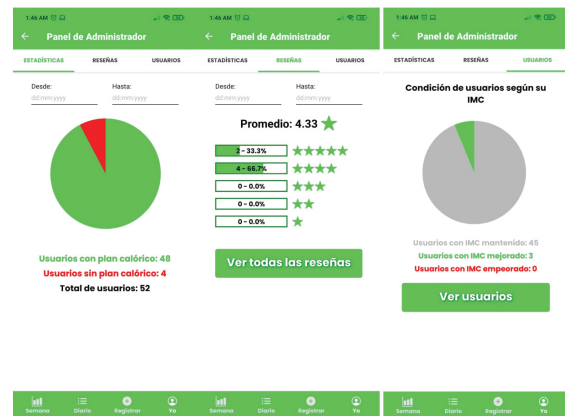 1:46 AM
Panel de Administrador
ESTADÍSTICAS RESEÑAS USUARIOS
Desde: Hasta:
dd:mm:yyyy dd:mm:yyyy
Usuarios con plan calórico: 48
Usuarios sin plan calórico: 4
Total de usuarios: 52
Semana Diario Registrar Yo
1:46 AM
Panel de Administrador
ESTADÍSTICAS RESEÑAS USUARIOS
Desde: Hasta:
dd:mm:yyyy dd:mm:yyyy
Promedio: 4.33
2 - 33.3%
4 - 66.7%
0 - 0.0%
0 - 0.0%
0 - 0.0%
Ver todas las reseñas
Semana Diario Registrar Yo
1:46 AM
Panel de Administrador
ESTADÍSTICAS RESEÑAS USUARIOS
Condición de usuarios según su
IMC
Usuarios con IMC mantenido: 45
Usuarios con IMC mejorado: 3
Usuarios con IMC empeorado: 0
Ver usuarios
Semana Diario Registrar Yo